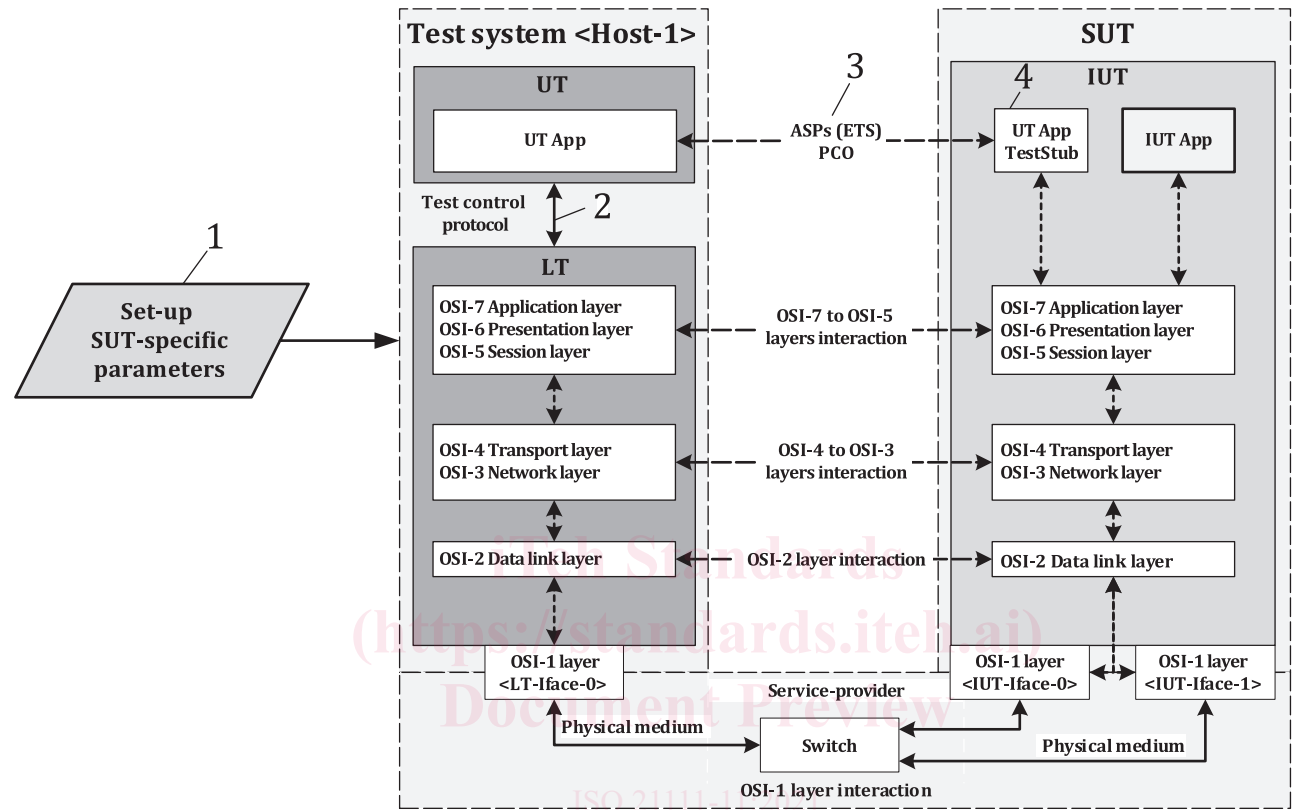 Test system <Host-1>
SUT
UT
UT App
3
ASPs (ETS)
PCO
4
IUT
UT App
TestStub
IUT App
Test control
protocol
2
1
Set-up
SUT-specific
parameters
LT
OSI-7 Application layer
OSI-6 Presentation layer
OSI-5 Session layer
OSI-7 to OSI-5
layers interaction
OSI-7 Application layer
OSI-6 Presentation layer
OSI-5 Session layer
OSI-4 Transport layer
OSI-3 Network layer
OSI-4 to OSI-3
layers interaction
OSI-4 Transport layer
OSI-3 Network layer
iTeh Standards
OSI-2 Data link layer
OSI-2 layer interaction
OSI-2 Data link layer
(https://standards.iteh.ai)
OSI-1 layer
<LT-Iface-0>
OSI-1 layer
<IUT-Iface-0>
OSI-1 layer
<IUT-Iface-1>
Service-provider
Document Preview
Physical medium
Switch
Physical medium
OSI-1 layer interaction
ISO 21111-11:2021